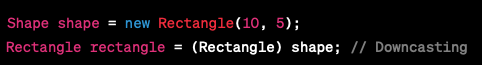 Shape shape = new Rectangle(10, 5);
Rectangle rectangle = (Rectangle) shape; // Downcasting